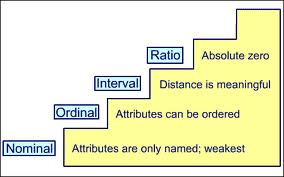 Ratio
Absolute zero
Interval
Distance is meaningful
Ordinal
Attributes can be ordered
Nominal
Attributes are only named; weakest